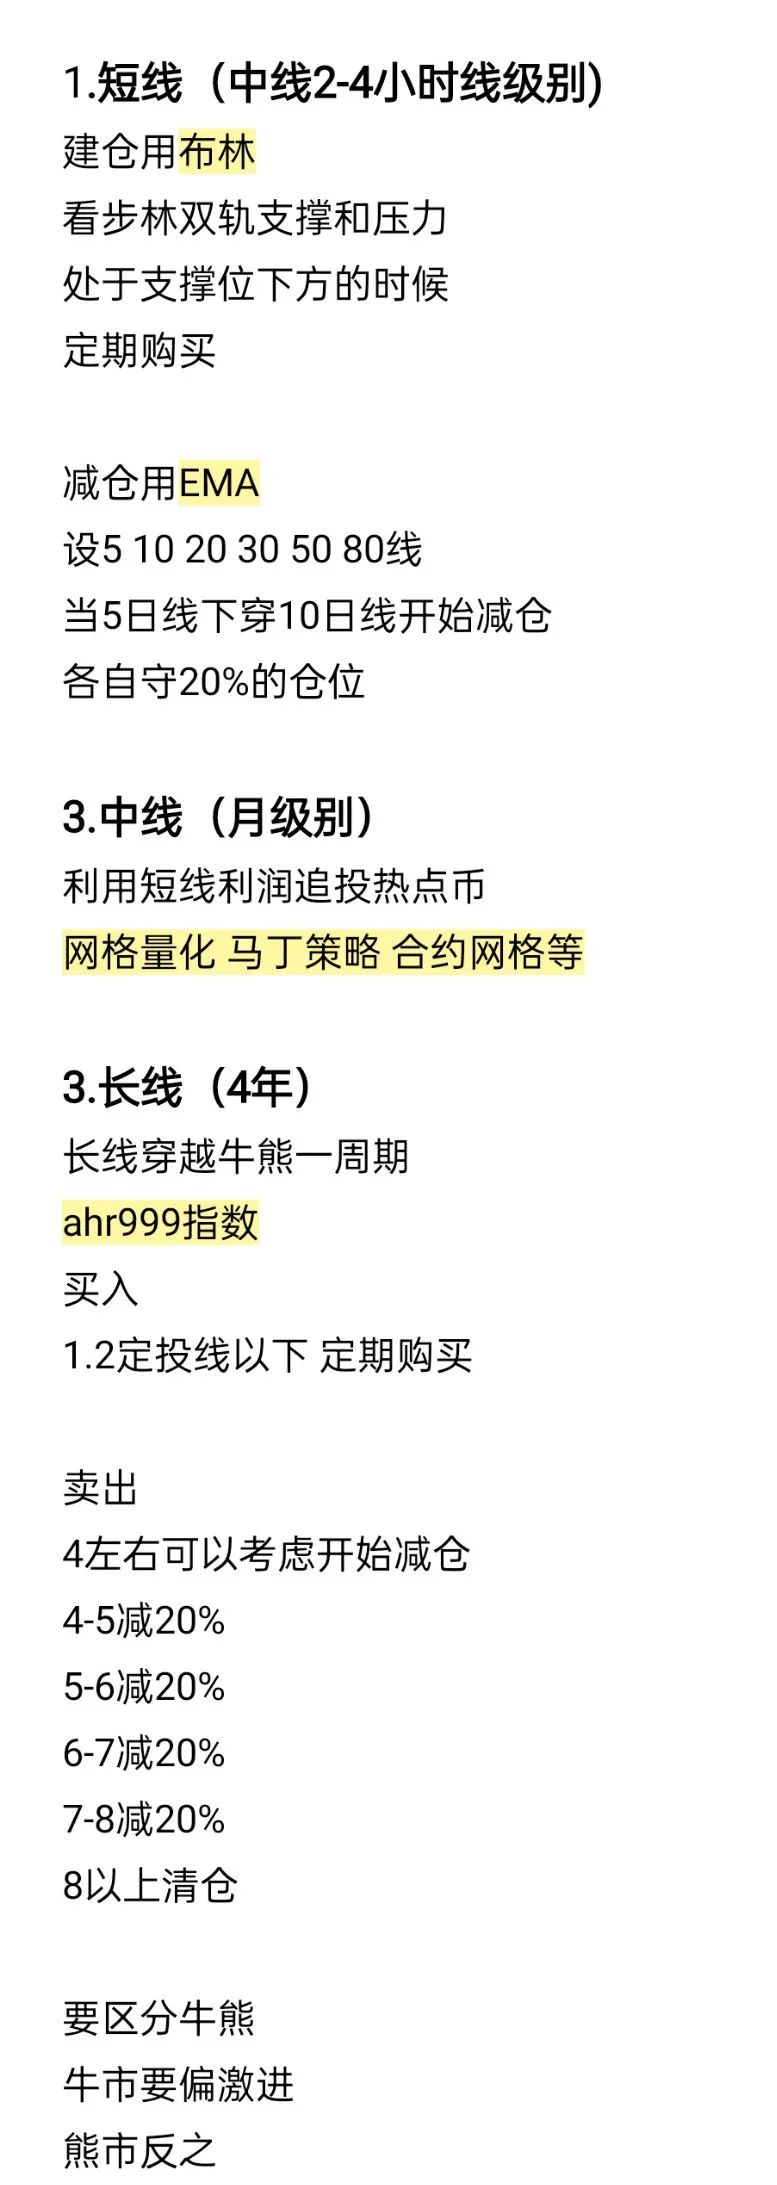 1.短线（中线2-4小时线级别)
建仓用布林
看步林双轨支撑和压力
处于支撑位下方的时候
定期购买
减仓用EMA
设5 10 20 30 50 80线
当5日线下穿10日线开始减仓
各自守20%的仓位
3.中线（月级别）
利用短线利润追投热点币
网格量化 马丁策略 合约网格等
3.长线（4年）
长线穿越牛熊一周期
ahr999指数
买入
1.2定投线以下 定期购买
卖出
4左右可以考虑开始减仓
4-5减20%
5-6减20%
6-7减20%
7-8减20%
8以上清仓
要区分牛熊
牛市要偏激进
熊市反之